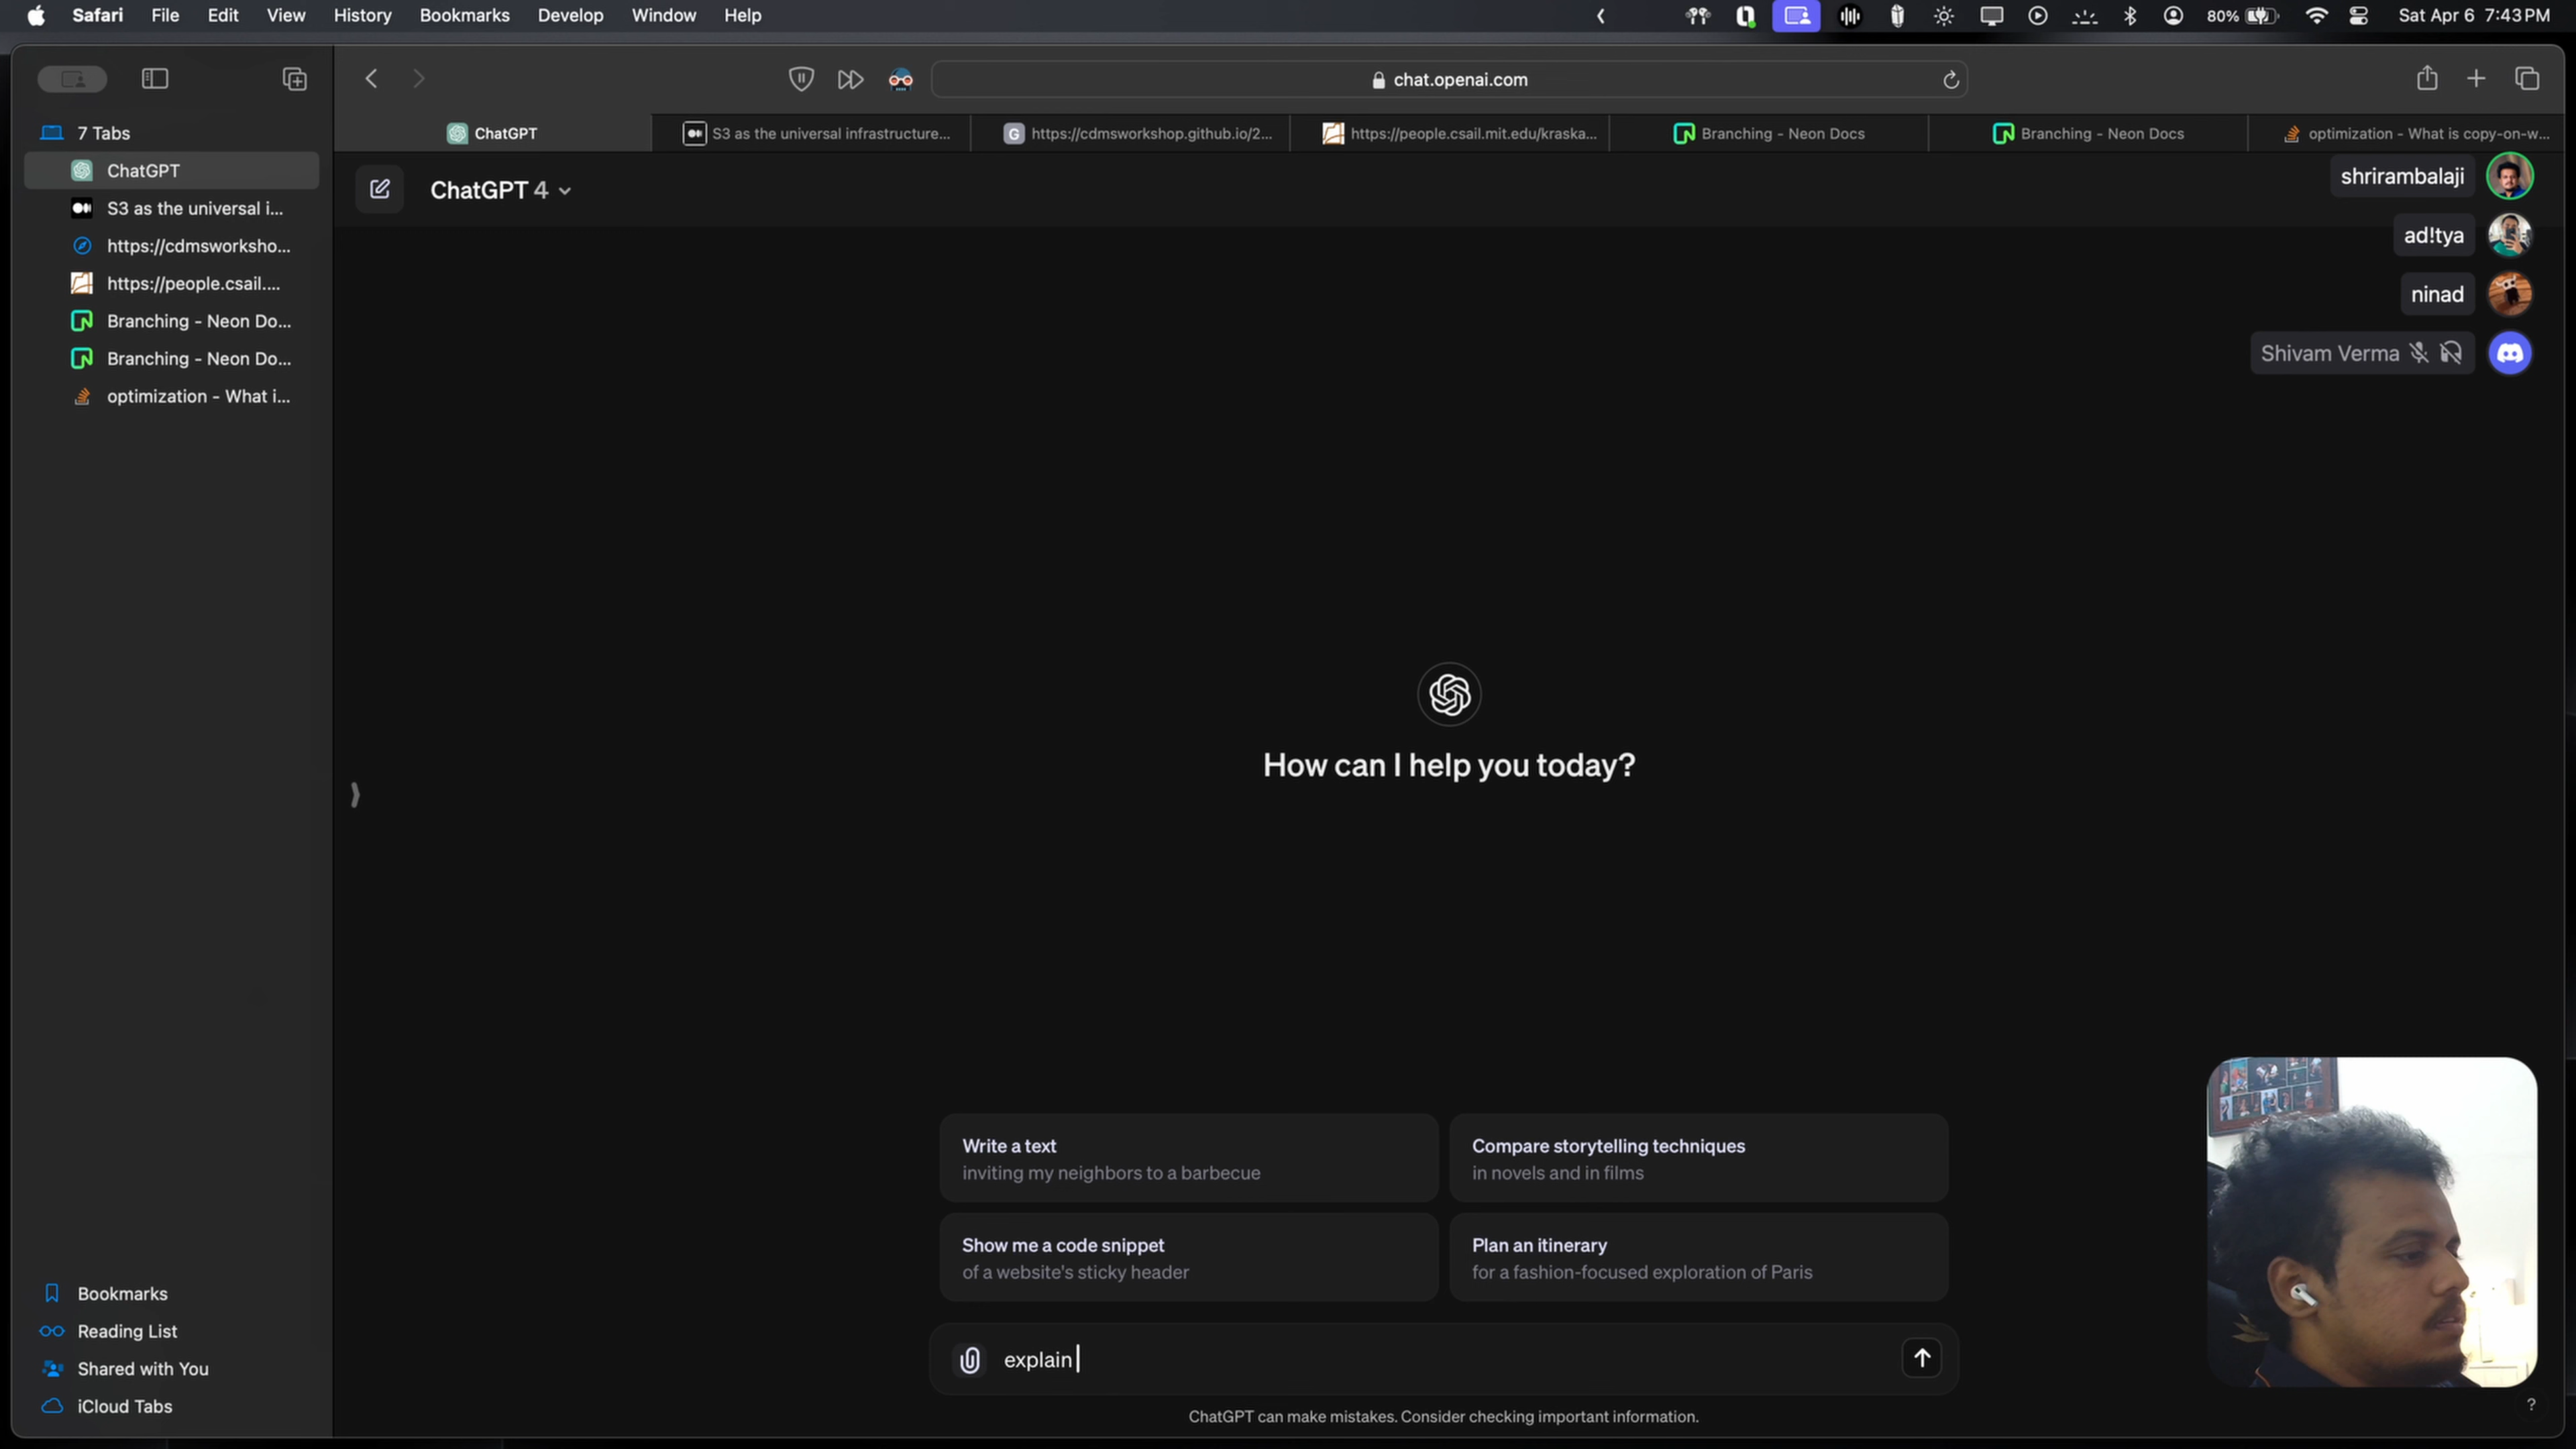 Safari File Edit View History Bookmarks Develop Window Help
80%
Sat Apr 6 7:43 PM
chat.openai.com
7 Tabs
ChatGPT
S3 as the universal i...
https://cdmsworksho...
https://people.csail....
Branching - Neon Do...
Branching - Neon Do...
optimization - What i...
Bookmarks
Reading List
Shared with You
iCloud Tabs
ChatGPT
S3 as the universal infrastructure...
G
https://cdmsworkshop.github.io/2...
https://people.csail.mit.edu/kraska...
Branching - Neon Docs
Branching - Neon Docs
optimization - What is copy-on-w...
ChatGPT 4
shrirambalaji
ad!tya
ninad
Shivam Verma
How can I help you today?
Write a text
inviting my neighbors to a barbecue
Compare storytelling techniques
in novels and in films
Show me a code snippet
of a website's sticky header
Plan an itinerary
for a fashion-focused exploration of Paris
explain
ChatGPT can make mistakes. Consider checking important information.
?